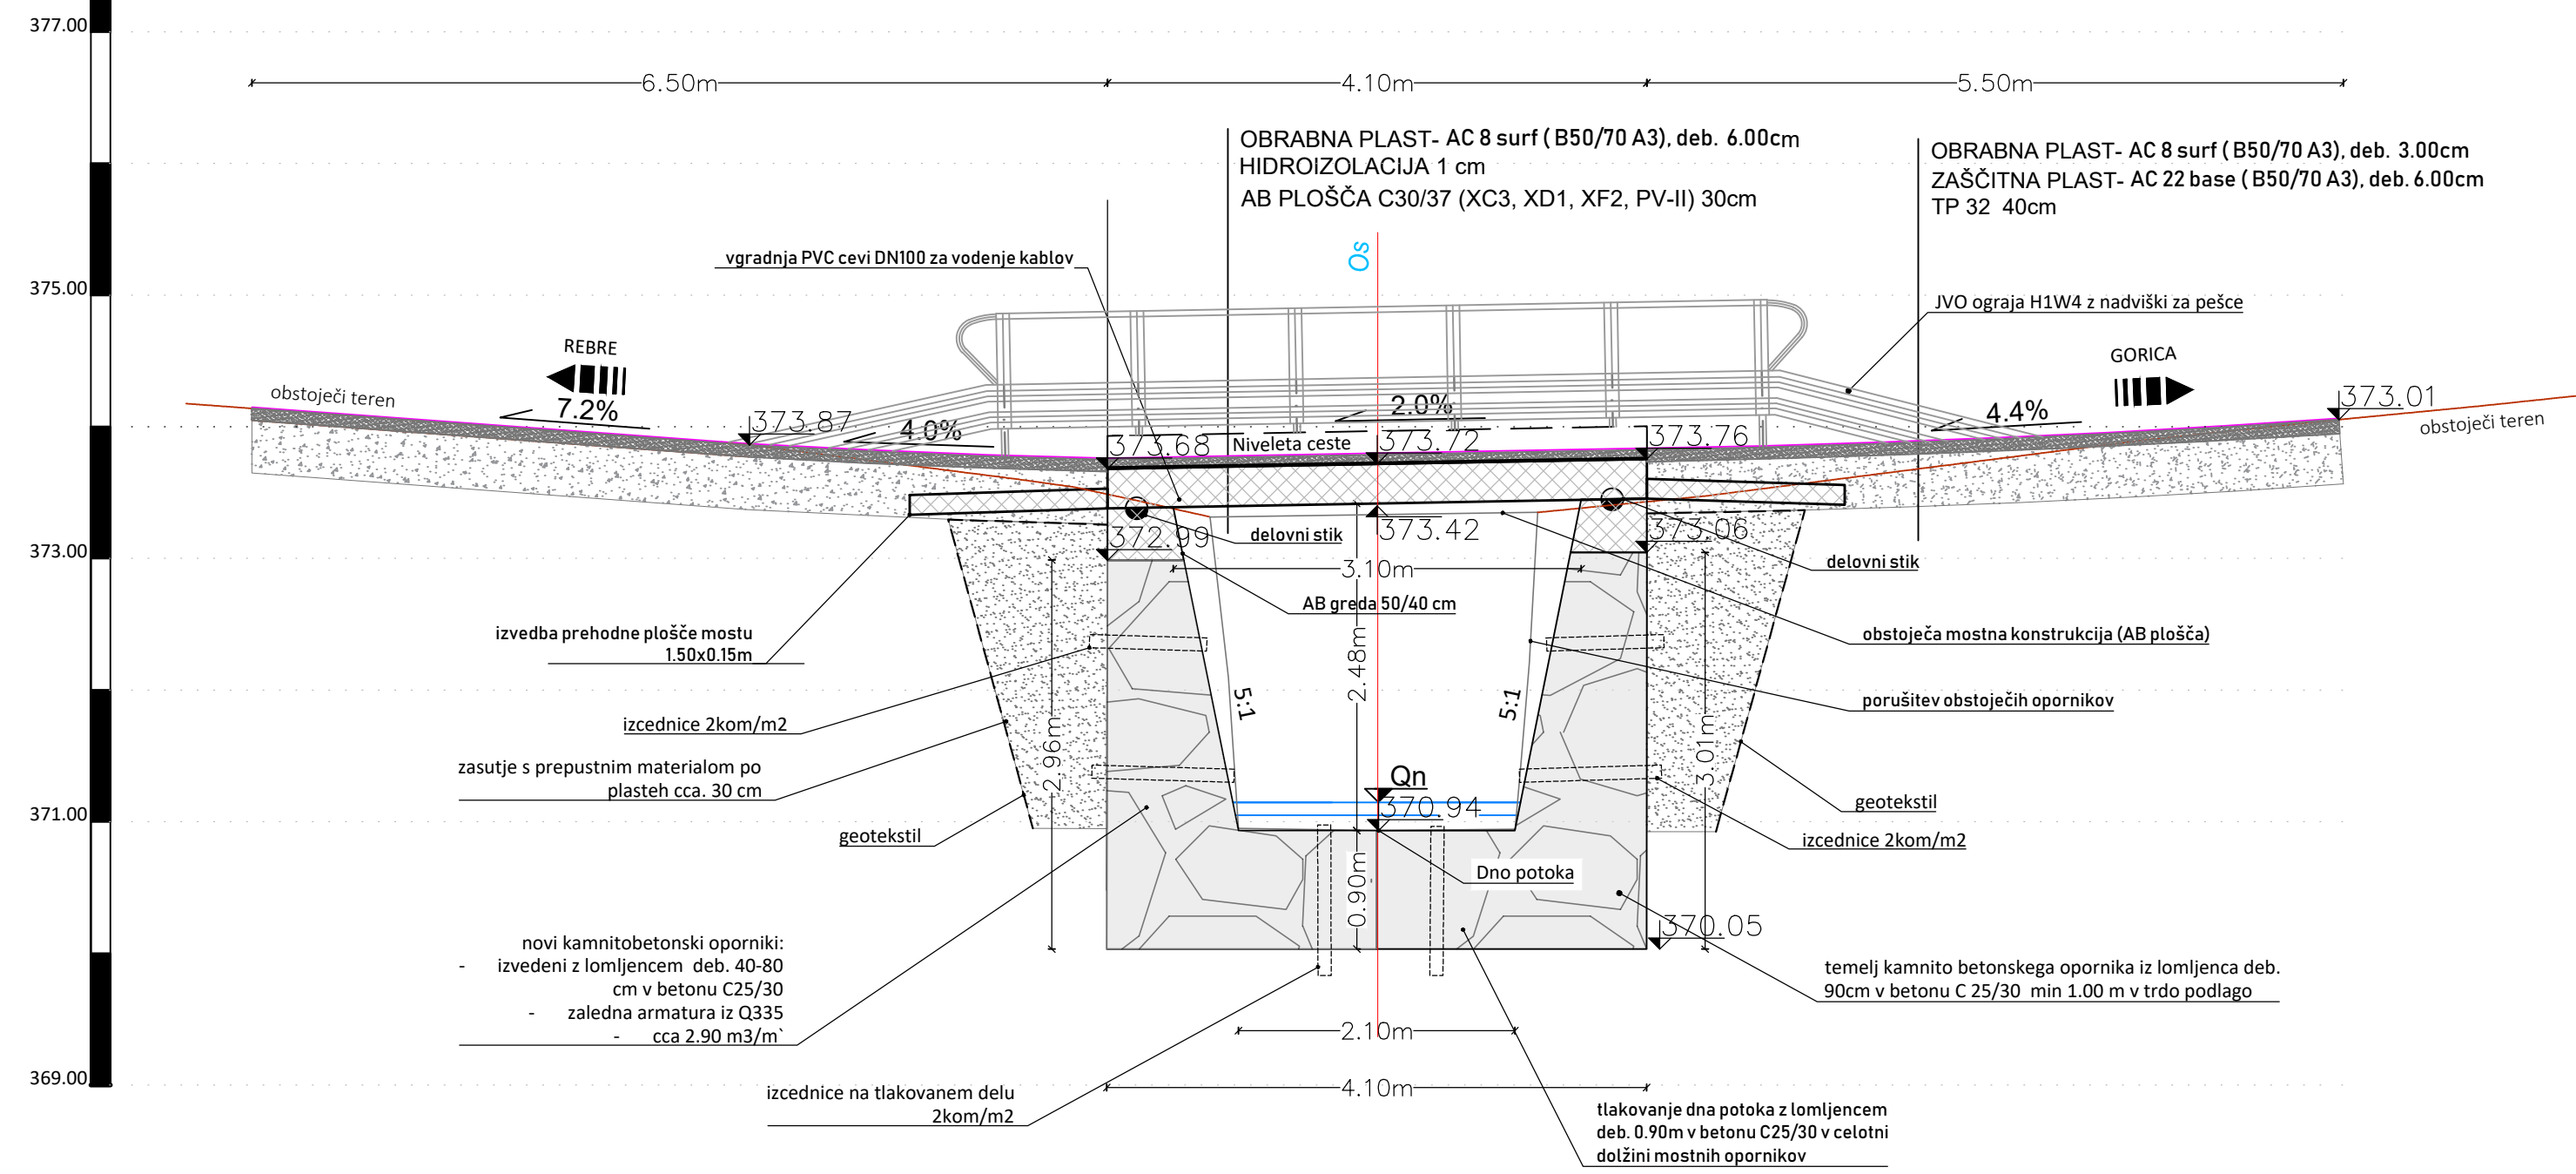 377.00
6.50m
4.10m
5.50m
OBRABNA PLAST- AC 8 surf ( B50/70 A3), deb. 6.00cm
HIDROIZOLACIJA 1 cm
AB PLOŠČA C30/37 (XC3, XD1, XF2, PV-II) 30cm
OBRABNA PLAST- AC 8 surf ( B50/70 A3), deb. 3.00cm
ZAŠČITNA PLAST- AC 22 base ( B50/70 A3), deb. 6.00cm
TP 32 40cm
vgradnja PVC cevi DN100 za vodenje kablov
Os
375.00
JVO ograja H1W4 z nadviški za pešce
REBRE
GORICA
obstoječi teren
7.2%
373.87
4.0%
2.0%
4.4%
373.01
obstoječi teren
373.68
Niveleta ceste
373.72
373.76
372.99
delovni stik
373.42
373.06
373.00
delovni stik
3.10m
AB greda 50/40 cm
izvedba prehodne plošče mostu
1.50x0.15m
obstoječa mostna konstrukcija (AB plošča)
2.48m
5:1
5:1
porušitev obstoječih opornikov
izcednice 2kom/m2
2.96m
3.01m
zasutje s prepustnim materialom po
plasteh cca. 30 cm
Qn
370.94
371.00
geotekstil
geotekstil
izcednice 2kom/m2
Dno potoka
0.90m
370.05
novi kamnitobetonski oporniki:
- izvedeni z lomljencem deb. 40-80
cm v betonu C25/30
- zaledna armatura iz Q335
- cca 2.90 m3/m`
temelj kamnito betonskega opornika iz lomljenca deb.
90cm v betonu C 25/30 min 1.00 m v trdo podlago
2.10m
369.00
4.10m
izcednice na tlakovanem delu
2kom/m2
tlakovanje dna potoka z lomljencem
deb. 0.90m v betonu C25/30 v celotni
dolžini mostnih opornikov